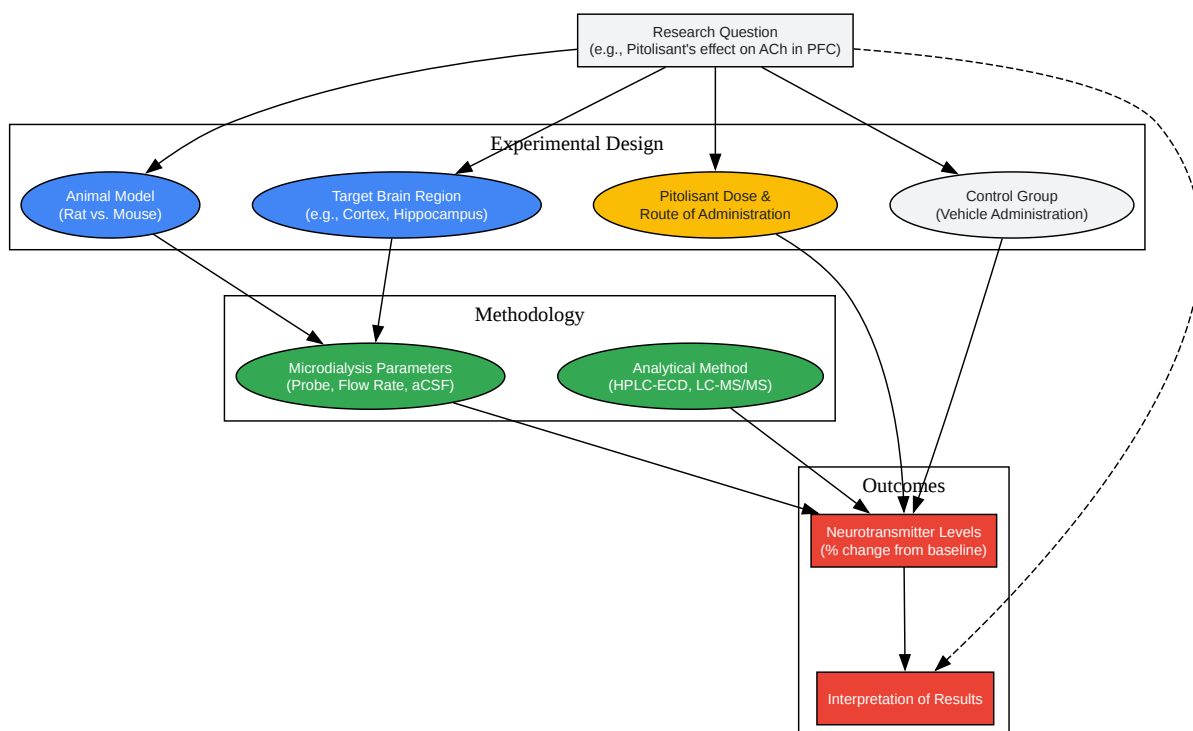 Research Question
(e.g., Pitolisant's effect on ACh in PFC)
Experimental Design
Animal Model
(Rat vs. Mouse)
Target Brain Region
(e.g., Cortex, Hippocampus)
Pitolisant Dose &
Route of Administration
Control Group
(Vehicle Administration)
Methodology
Microdialysis Parameters
(Probe, Flow Rate, aCSF)
Analytical Method
(HPLC-ECD, LC-MS/MS)
Outcomes
Neurotransmitter Levels
(% change from baseline)
Interpretation of Results